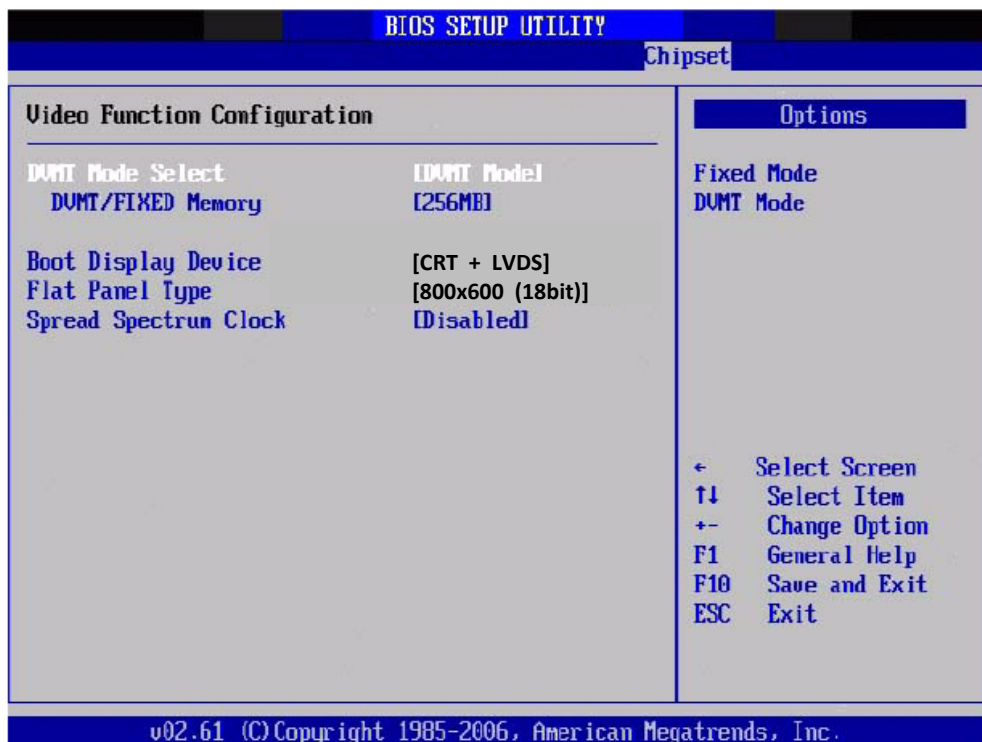 BIOS SETUP UTILITY
Chipset
Video Function Configuration
DVMT Mode Select [DVMT Mode]
DVMT/FIXED Memory [256MB]
Boot Display Device [CRT + LVDS]
Flat Panel Type [800x600 (18bit)]
Spread Spectrum Clock [Disabled]
Options
Fixed Mode
DVMT Mode
← Select Screen
↑↓ Select Item
+- Change Option
F1 General Help
F10 Save and Exit
ESC Exit
v02.61 (C)Copyright 1985-2006, American Megatrends, Inc.